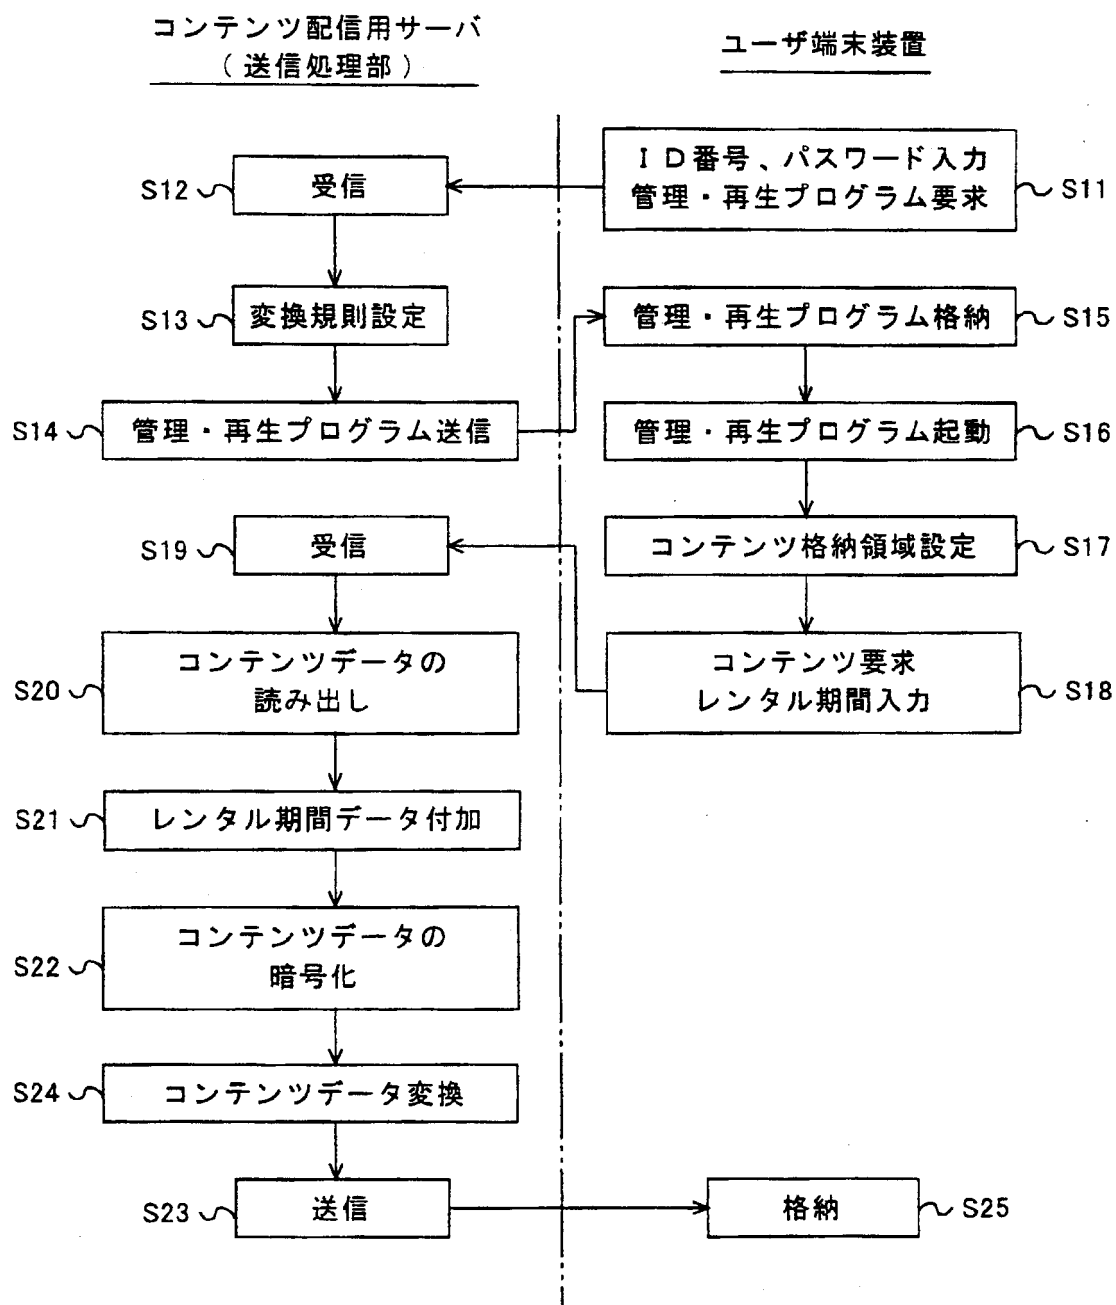 コンテンツ配信用サーバ
(送信処理部)
ユーザ端末装置
ID番号、パスワード入力
管理・再生プログラム要求
S11
S12
受信
S13
変換規則設定
S14
管理・再生プログラム送信
管理・再生プログラム格納
S15
管理・再生プログラム起動
S16
コンテンツ格納領域設定
S17
コンテンツ要求
レンタル期間入力
S18
S19
受信
S20
コンテンツデータの
読み出し
S21
レンタル期間データ付加
S22
コンテンツデータの
暗号化
S24
コンテンツデータ変換
S23
送信
格納
S25